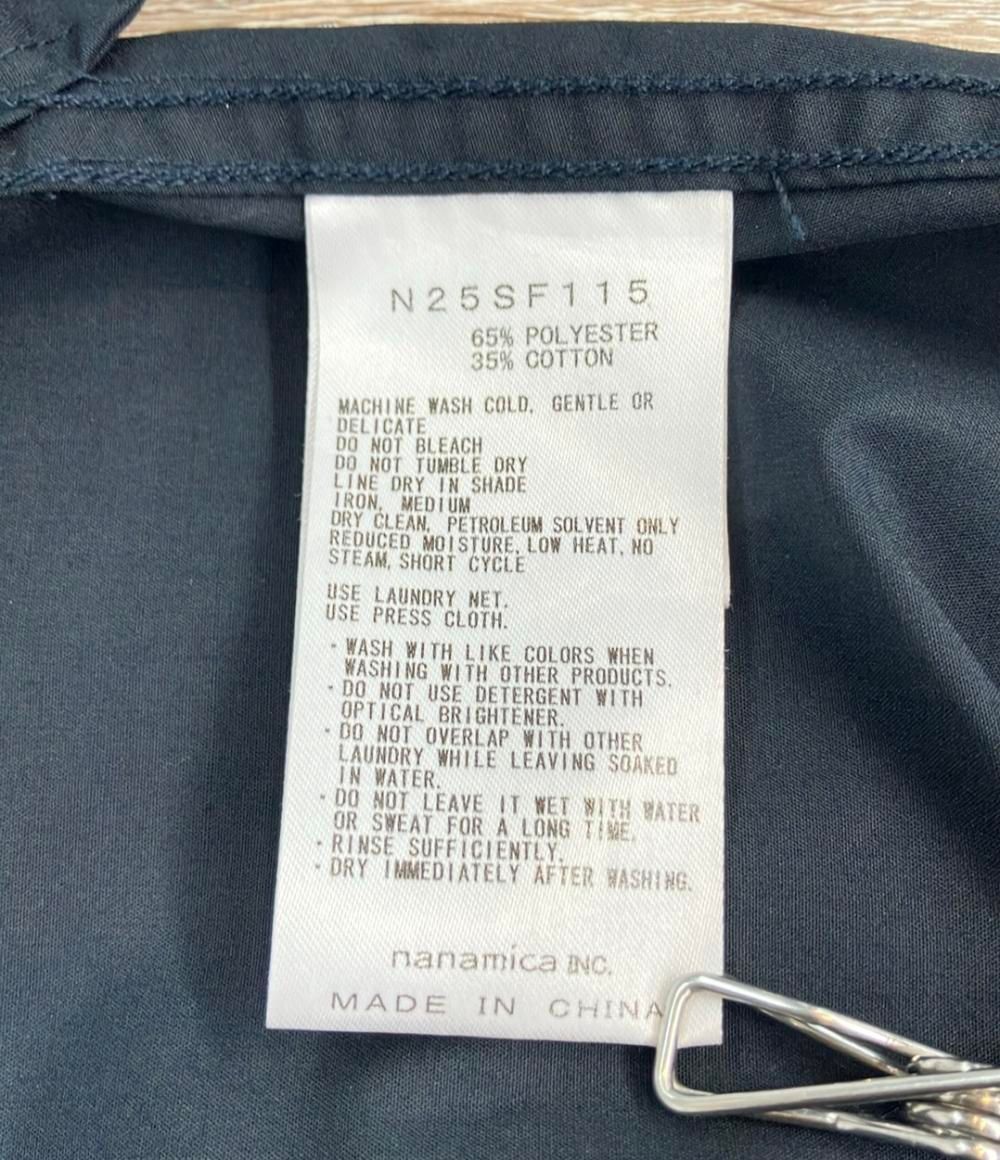 N25SF115
65% POLYESTER
35% COTTON
MACHINE WASH COLD, GENTLE OR
DELICATE
DO NOT BLEACH
DO NOT TUMBLE DRY
LINE DRY IN SHADE
IRON, MEDIUM
DRY CLEAN, PETROLEUM SOLVENT ONLY
REDUCED MOISTURE, LOW HEAT, NO
STEAM, SHORT CYCLE
USE LAUNDRY NET.
USE PRESS CLOTH.
・WASH WITH LIKE COLORS WHEN
WASHING WITH OTHER PRODUCTS.
・DO NOT USE DETERGENT WITH
OPTICAL BRIGHTENER.
・DO NOT OVERLAP WITH OTHER
LAUNDRY WHILE LEAVING SOAKED
IN WATER.
・DO NOT LEAVE IT WET WITH WATER
OR SWEAT FOR A LONG TIME.
・RINSE SUFFICIENTLY.
・DRY IMMEDIATELY AFTER WASHING.
nanamica INC.
MADE IN CHINA